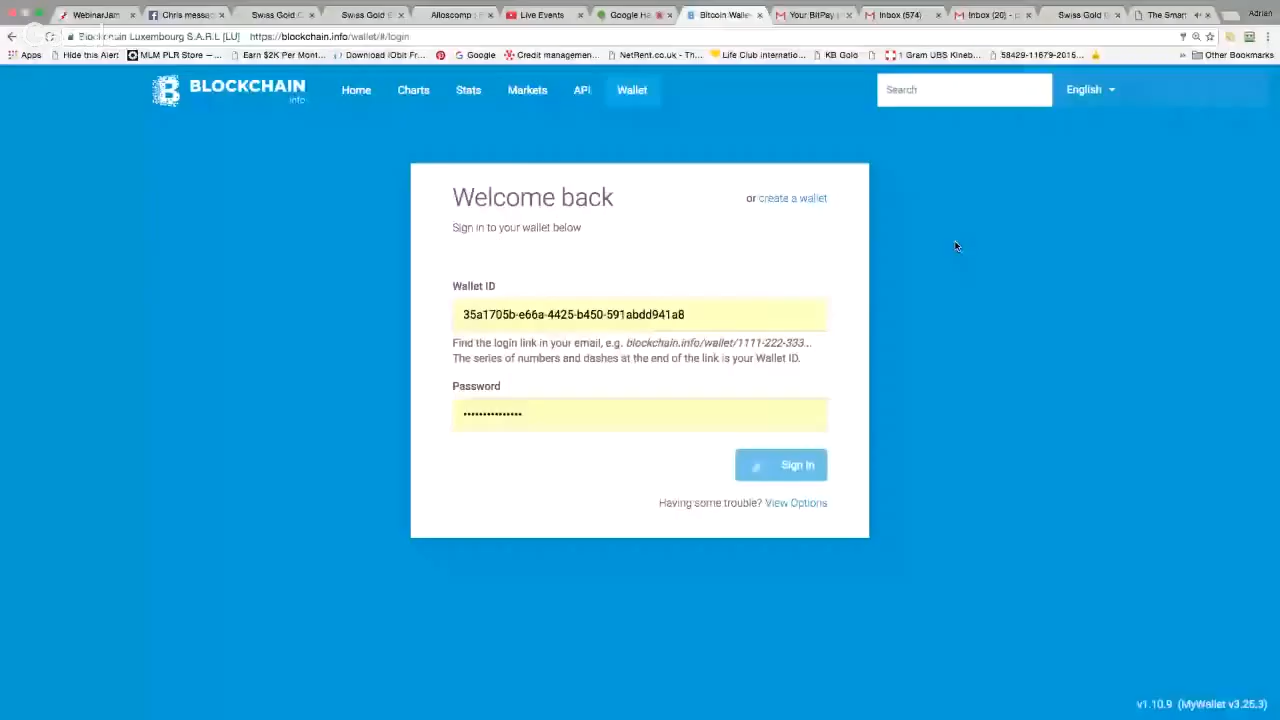 WebinarJam
Chris messa
Swiss Gold
Swiss Gold
Alloscomp
Live Events
Google Ha
Bitcoin Walle
Your BitPay
Inbox (574)
Inbox (20) - p
Swiss Gold
The Smart
Adrian
Blockchain Luxembourg S.A.R.L [LU]
https://blockchain.info/wallet/#/login
Apps
Hide this Alert
MLM PLR Store
Earn $2K Per Mont
Download iObit Fr
Google
Credit management
NetRent.co.uk - Th
Life Club internatio
KB Gold
1 Gram UBS Kineb
58429-11679-2015...
Other Bookmarks
BLOCKCHAIN
info
Home
Charts
Stats
Markets
API
Wallet
Search
English
Welcome back
or create a wallet
Sign in to your wallet below
Wallet ID
35a1705b-e66a-4425-b450-591abdd941a8
Find the login link in your email, e.g. blockchain.info/wallet/1111-222-333...
The series of numbers and dashes at the end of the link is your Wallet ID.
Password
•••••••••••••••
Sign In
Having some trouble? View Options
v1.10.9 (MyWallet v3.25.3)